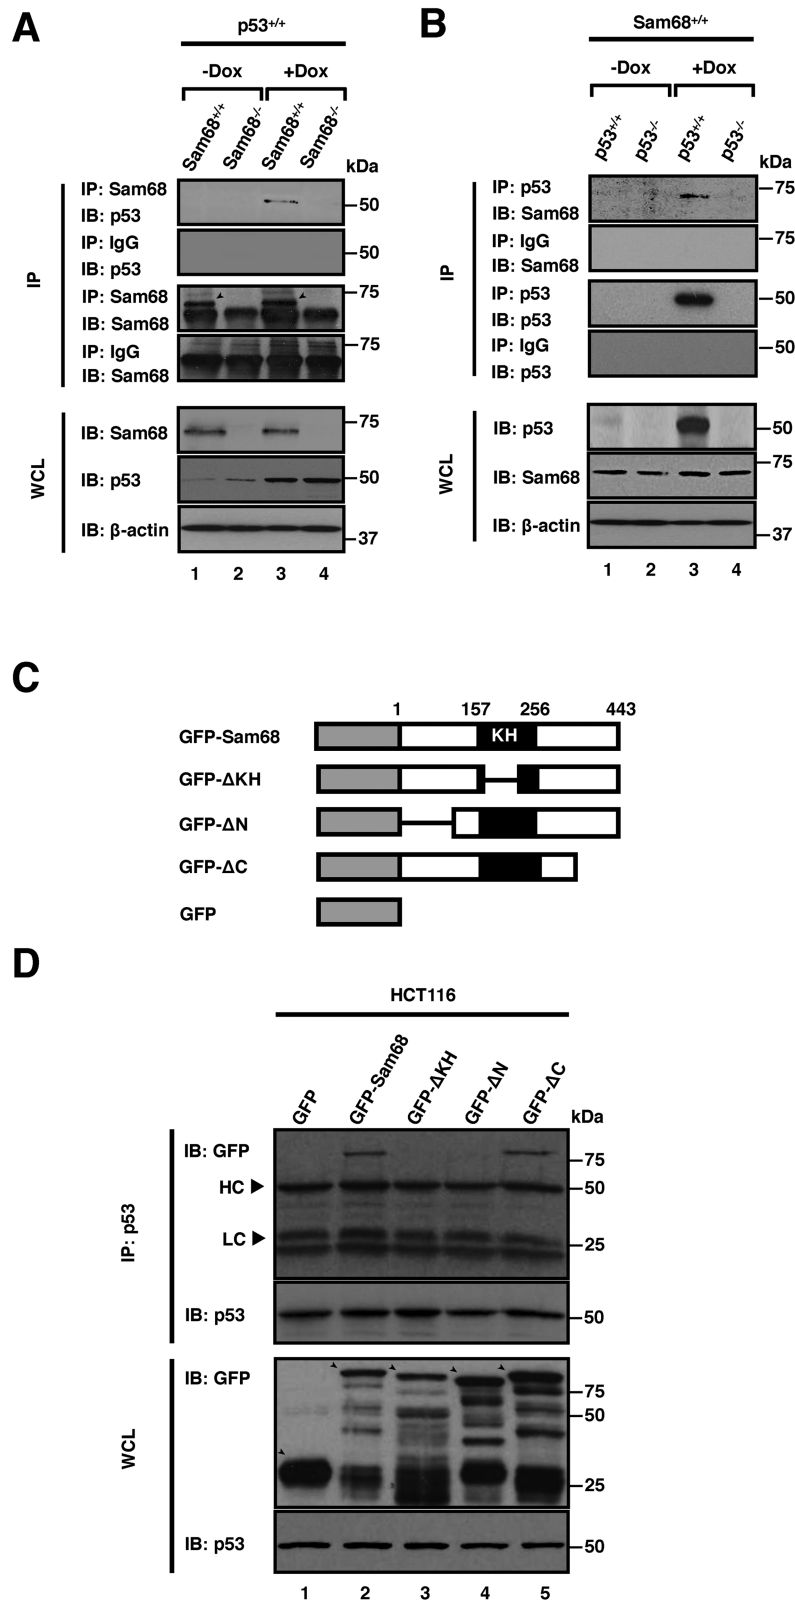 A
p53+/+
-Dox +Dox
Sam68+/+ Sam68-/- Sam68+/+ Sam68-/-
kDa
IP
IP: Sam68
IB: p53
50
IP: IgG
IB: p53
50
IP: Sam68
IB: Sam68
75
IP: IgG
IB: Sam68
75
WCL
IB: Sam68
75
IB: p53
50
IB: β-actin
37
1 2 3 4
B
Sam68+/+
-Dox +Dox
p53+/+ p53-/- p53+/+ p53-/-
kDa
IP
IP: p53
IB: Sam68
75
IP: IgG
IB: Sam68
75
IP: p53
IB: p53
50
IP: IgG
IB: p53
50
WCL
IB: p53
50
IB: Sam68
75
IB: β-actin
37
1 2 3 4
C
1 157 256 443
GFP-Sam68
KH
GFP-ΔKH
GFP-ΔN
GFP-ΔC
GFP
D
HCT116
GFP GFP-Sam68 GFP-ΔKH GFP-ΔN GFP-ΔC
kDa
IP: p53
IB: GFP
75
HC
50
LC
25
IB: p53
50
WCL
IB: GFP
75
50
25
IB: p53
50
1 2 3 4 5